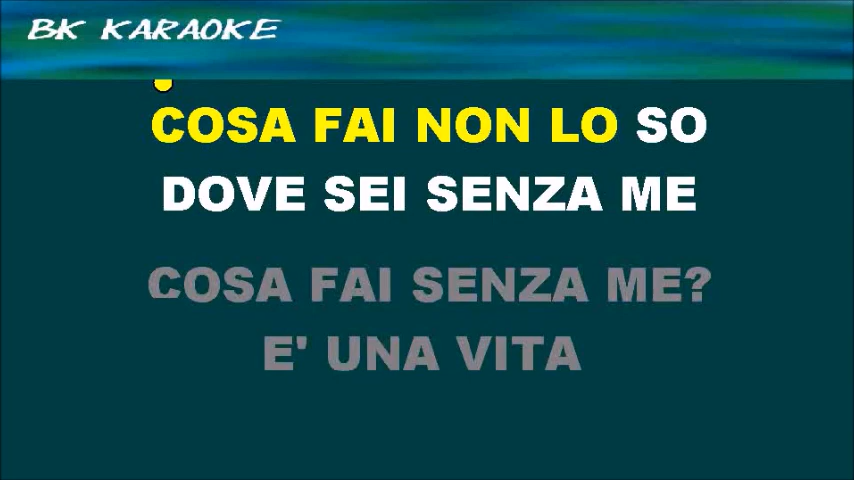 BK KARAOKE
COSA FAI NON LO SO
DOVE SEI SENZA ME
COSA FAI SENZA ME?
E' UNA VITA